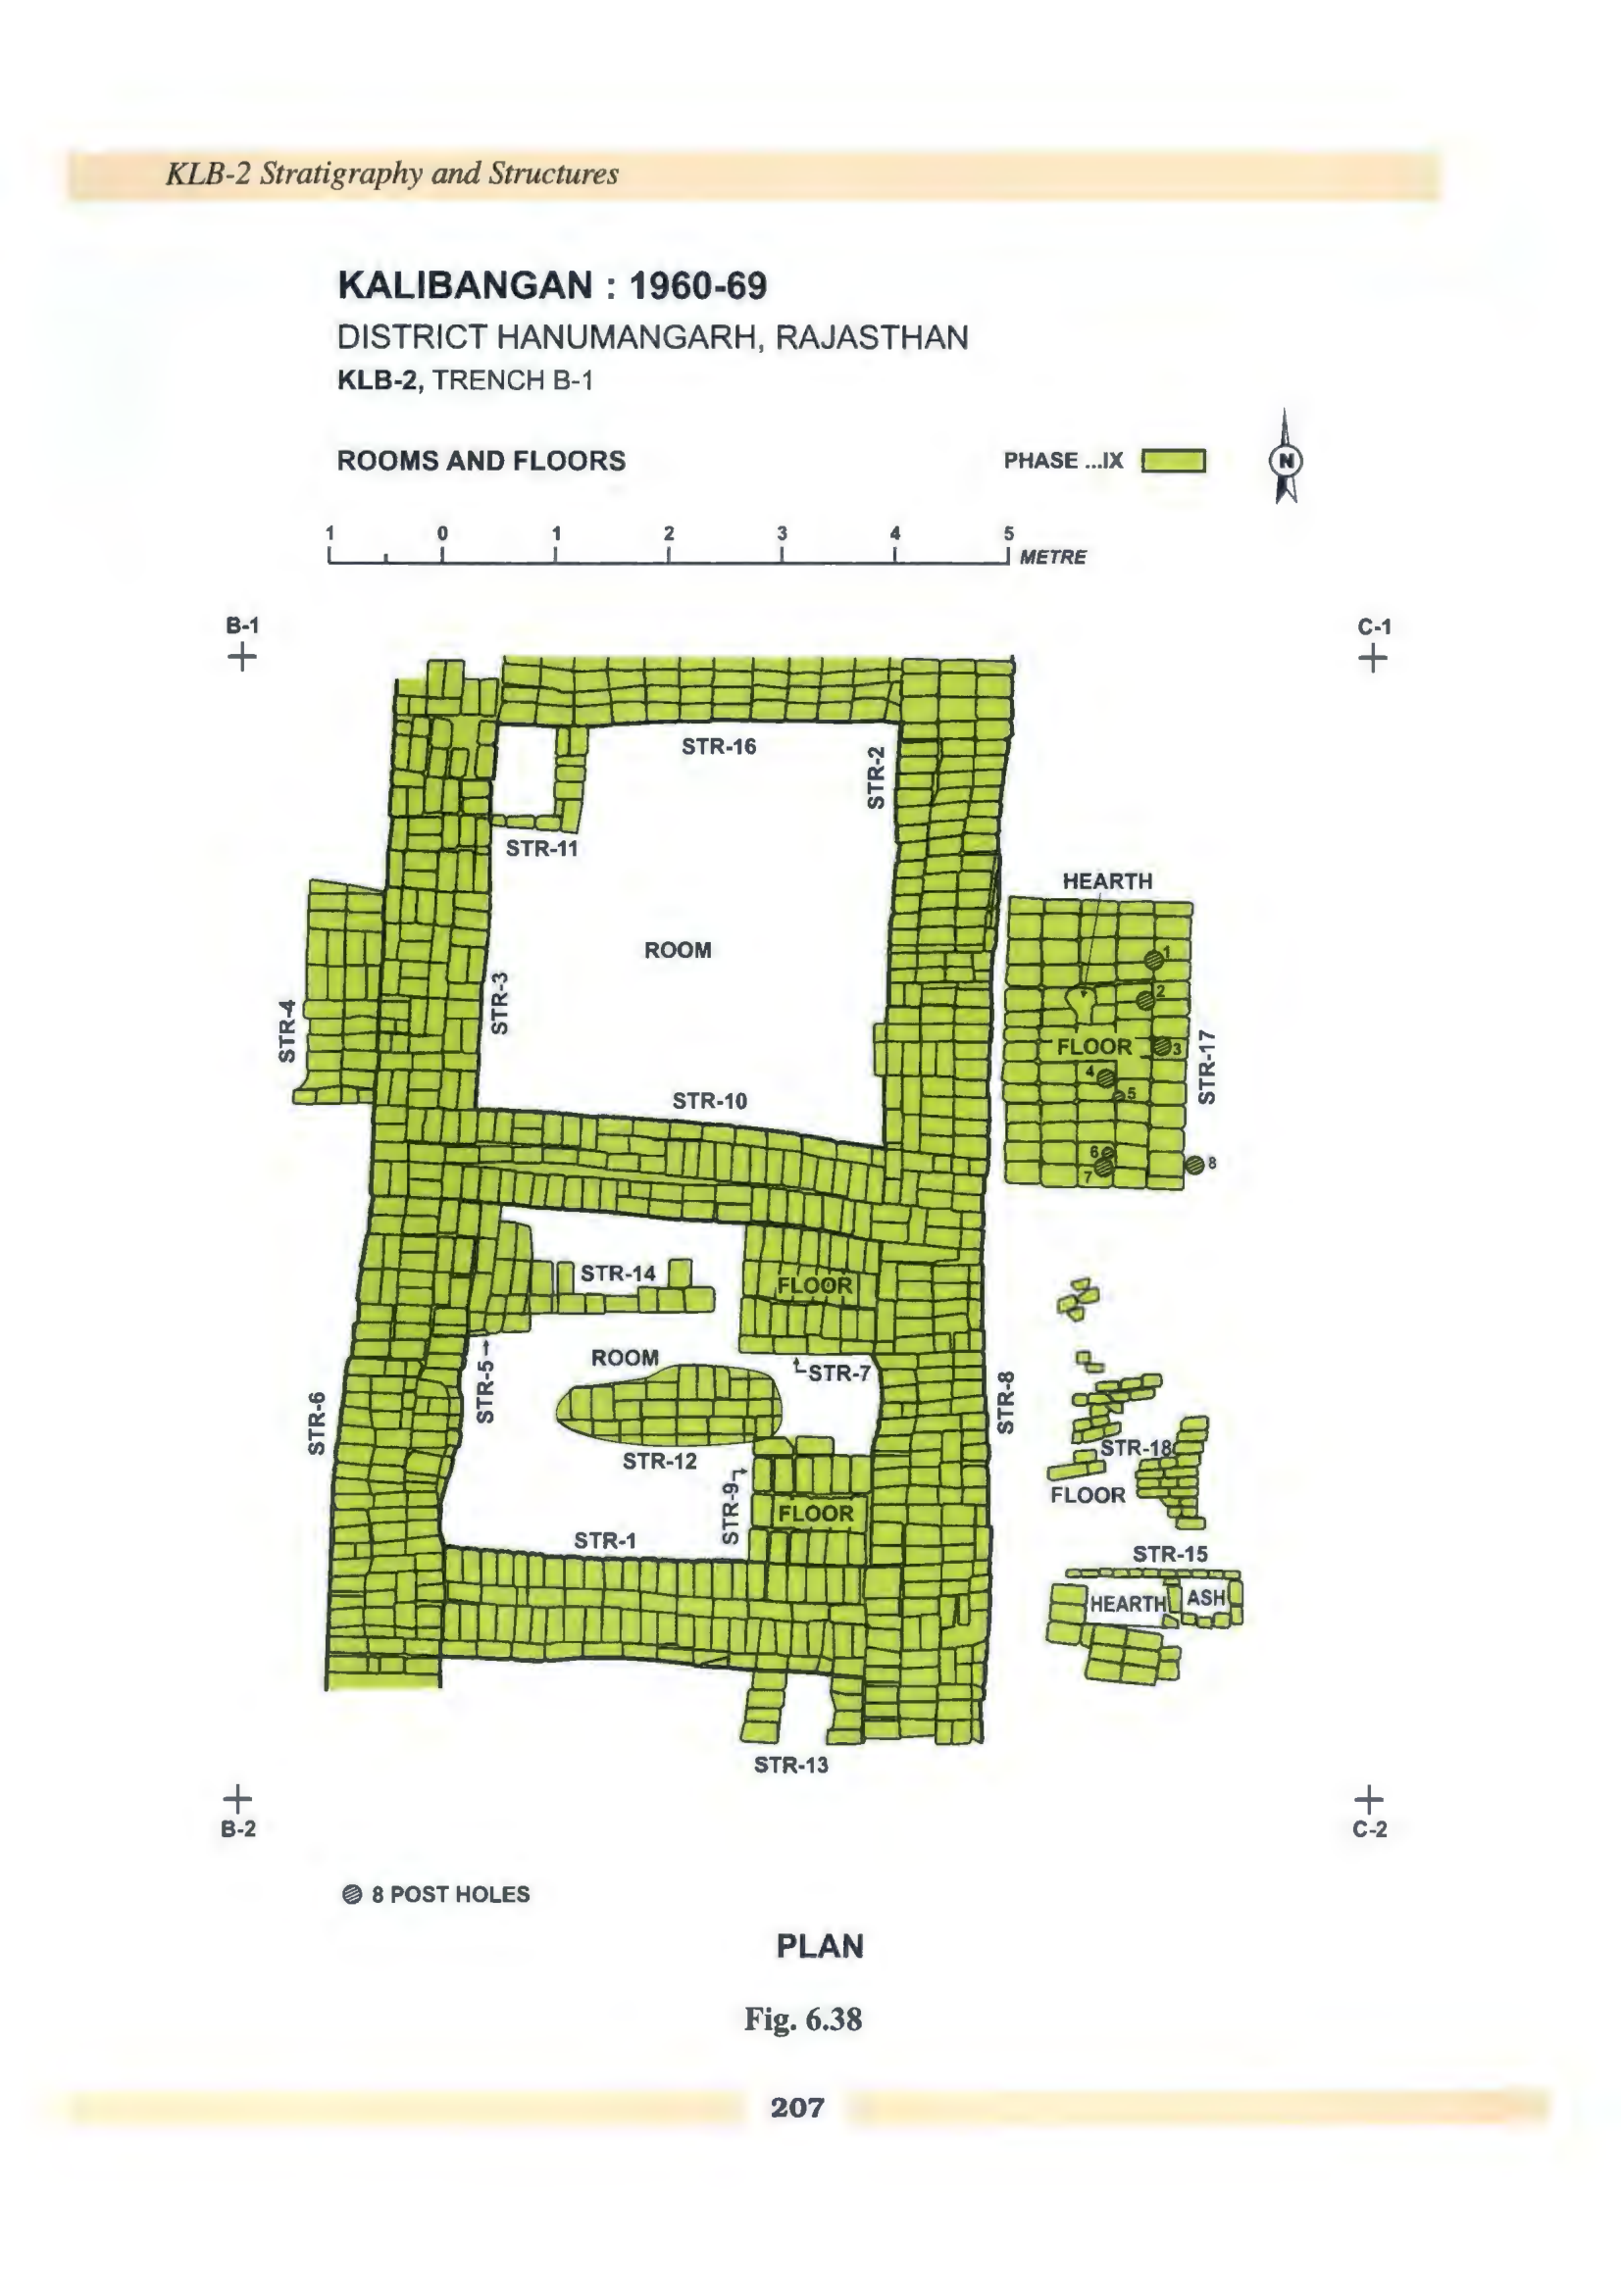 KLB-2 Stratigraphy and Structures
KALIBANGAN : 1960-69
DISTRICT HANUMANGARH, RAJASTHAN
KLB-2, TRENCH B-1
ROOMS AND FLOORS
PHASE ...IX
N
1 0 1 2 3 4 5
METRE
B-1
C-1
STR-16
STR-2
STR-11
HEARTH
ROOM
1
2
STR-3
STR-4
FLOOR
3
STR-17
4
5
STR-10
6
7
8
STR-14
FLOOR
ROOM
STR-7
STR-5
STR-6
STR-8
STR-12
STR-18
STR-9
FLOOR
FLOOR
STR-1
STR-15
HEARTH
ASH
STR-13
B-2
C-2
8 POST HOLES
PLAN
Fig. 6.38
207